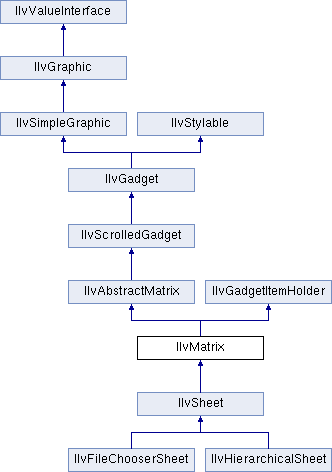 IlvValueInterface
IlvGraphic
IlvSimpleGraphic IlvStylable
IlvGadget
IlvScrolledGadget
IlvAbstractMatrix IlvGadgetItemHolder
IlvMatrix
IlvSheet
IlvFileChooserSheet IlvHierarchicalSheet